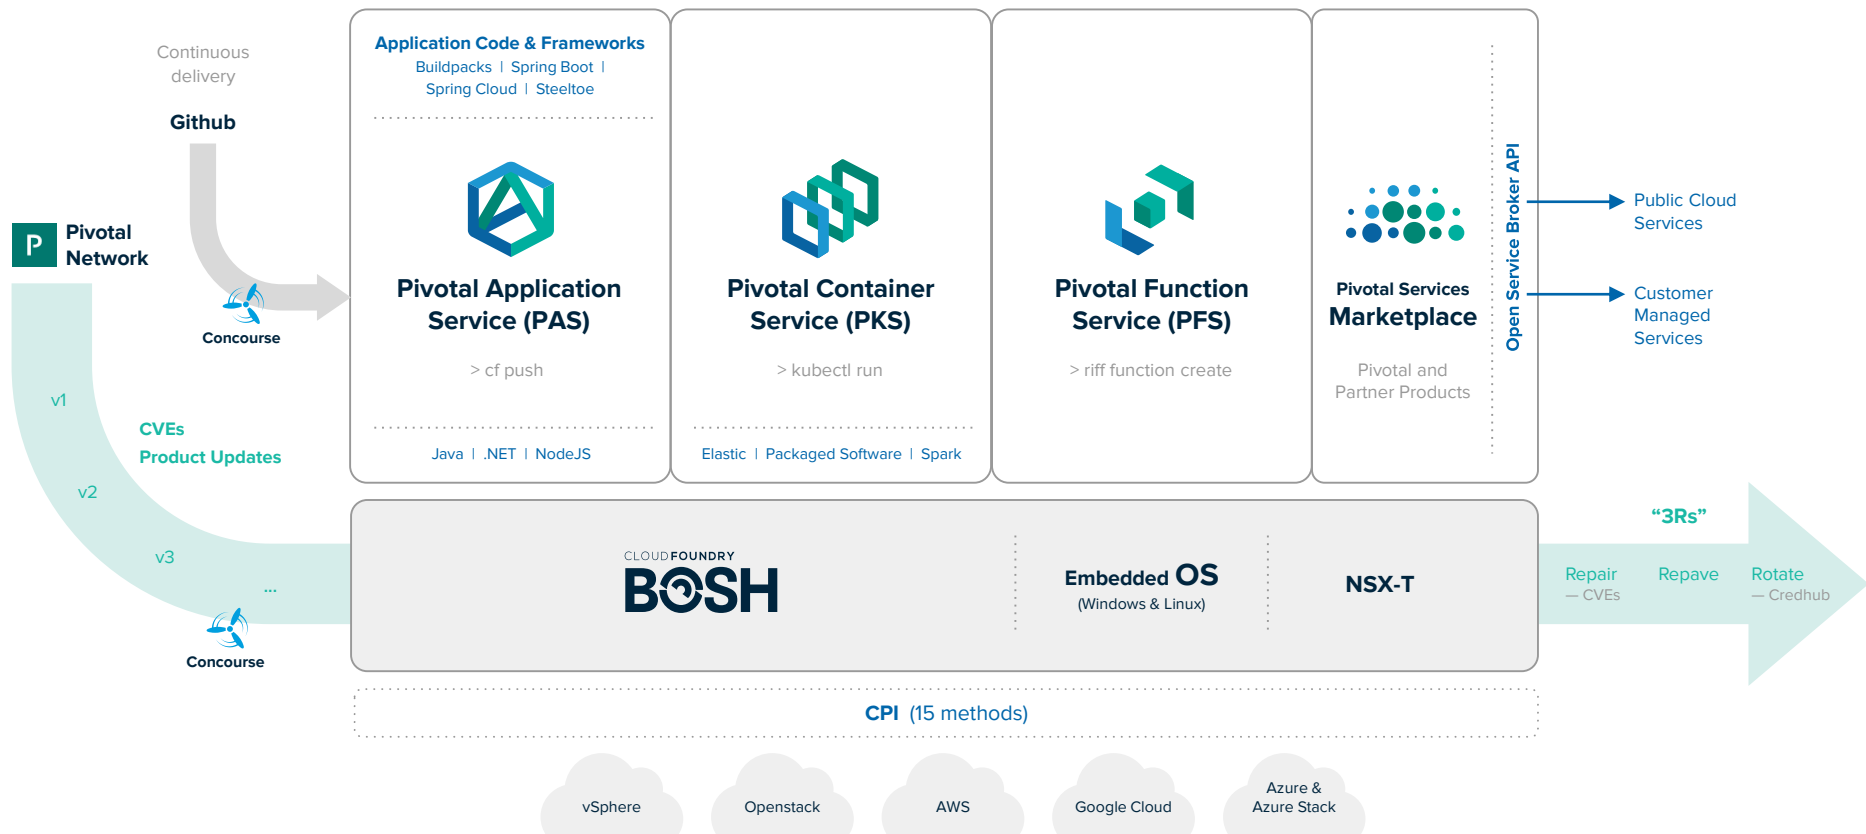 Continuous
delivery
Github
Concourse
P
Pivotal
Network
v1
v2
v3
...
CVEs
Product Updates
Concourse
Application Code & Frameworks
Buildpacks | Spring Boot |
Spring Cloud | Steeltoe
Pivotal Application
Service (PAS)
> cf push
Java | .NET | NodeJS
Pivotal Container
Service (PKS)
> kubectl run
Elastic | Packaged Software | Spark
Pivotal Function
Service (PFS)
> riff function create
Pivotal Services
Marketplace
Pivotal and
Partner Products
Open Service Broker API
Public Cloud
Services
Customer
Managed
Services
CLOUDFOUNDRY
BOSH
Embedded OS
(Windows & Linux)
NSX-T
“3Rs”
Repair
— CVEs
Repave
Rotate
— Credhub
CPI (15 methods)
vSphere
Openstack
AWS
Google Cloud
Azure &
Azure Stack